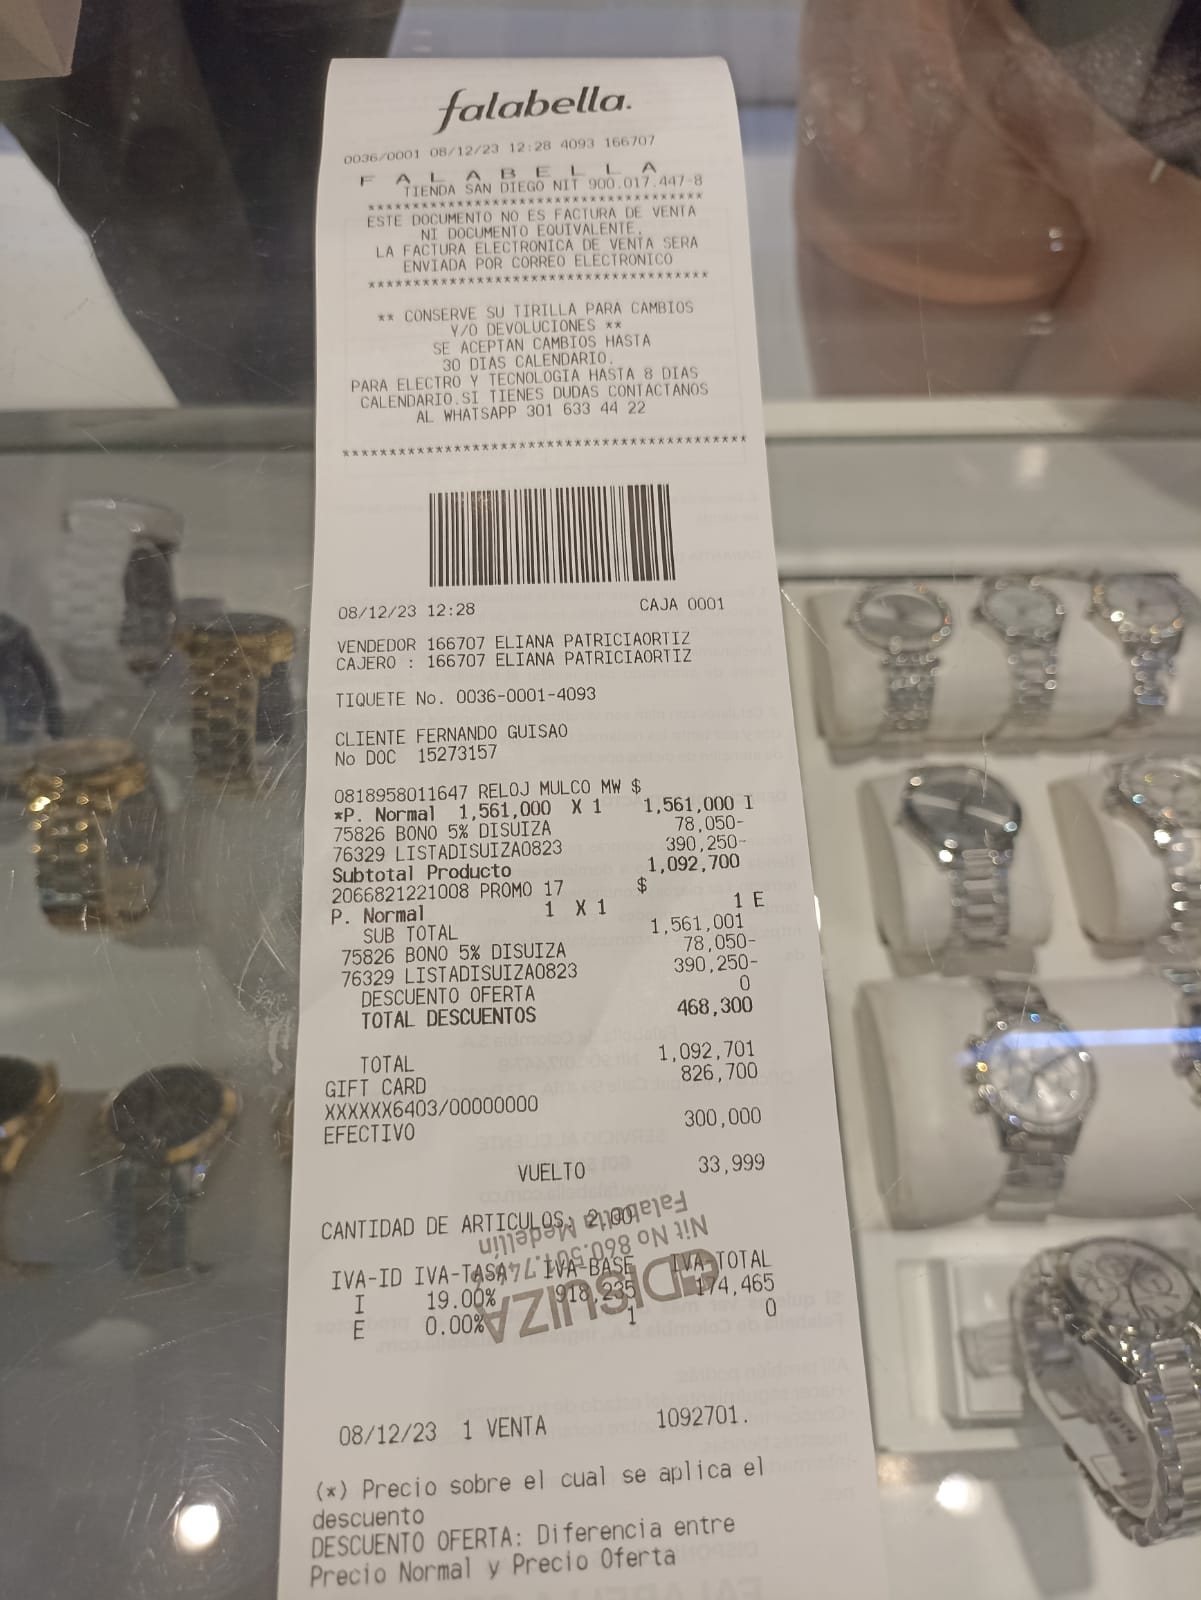 falabella.
0036/0001 08/12/23 12:28 4093 166707
F A L A B E L L A
TIENDA SAN DIEGO NIT 900.017.447-8
****************************************
ESTE DOCUMENTO NO ES FACTURA DE VENTA
NI DOCUMENTO EQUIVALENTE.
LA FACTURA ELECTRONICA DE VENTA SERA
ENVIADA POR CORREO ELECTRONICO
****************************************
** CONSERVE SU TIRILLA PARA CAMBIOS
Y/O DEVOLUCIONES **
SE ACEPTAN CAMBIOS HASTA
30 DIAS CALENDARIO.
PARA ELECTRO Y TECNOLOGIA HASTA 8 DIAS
CALENDARIO.SI TIENES DUDAS CONTACTANOS
AL WHATSAPP 301 633 44 22
****************************************
08/12/23 12:28 CAJA 0001
VENDEDOR 166707 ELIANA PATRICIAORTIZ
CAJERO : 166707 ELIANA PATRICIAORTIZ
TIQUETE No. 0036-0001-4093
CLIENTE FERNANDO GUISAO
No DOC 15273157
0818958011647 RELOJ MULCO MW $
*P. Normal 1,561,000 X 1 1,561,000 I
75826 BONO 5% DISUIZA 78,050-
76329 LISTADISUIZA0823 390,250-
Subtotal Producto 1,092,700
2066821221008 PROMO 17 $
P. Normal 1 X 1 1 E
SUB TOTAL 1,561,001
75826 BONO 5% DISUIZA 78,050-
76329 LISTADISUIZA0823 390,250-
DESCUENTO OFERTA 0
TOTAL DESCUENTOS 468,300
TOTAL 1,092,701
GIFT CARD 826,700
XXXXXX6403/00000000
EFECTIVO 300,000
VUELTO 33,999
CANTIDAD DE ARTICULOS: 2,00
Falabella Medellín
Nit No 860.501.74
DISUIZA
IVA-ID IVA-TASA IVA-BASE IVA-TOTAL
I 19.00% 918,235 174,465
E 0.00% 1 0
08/12/23 1 VENTA 1092701.
(*) Precio sobre el cual se aplica el
descuento
DESCUENTO OFERTA: Diferencia entre
Precio Normal y Precio Oferta